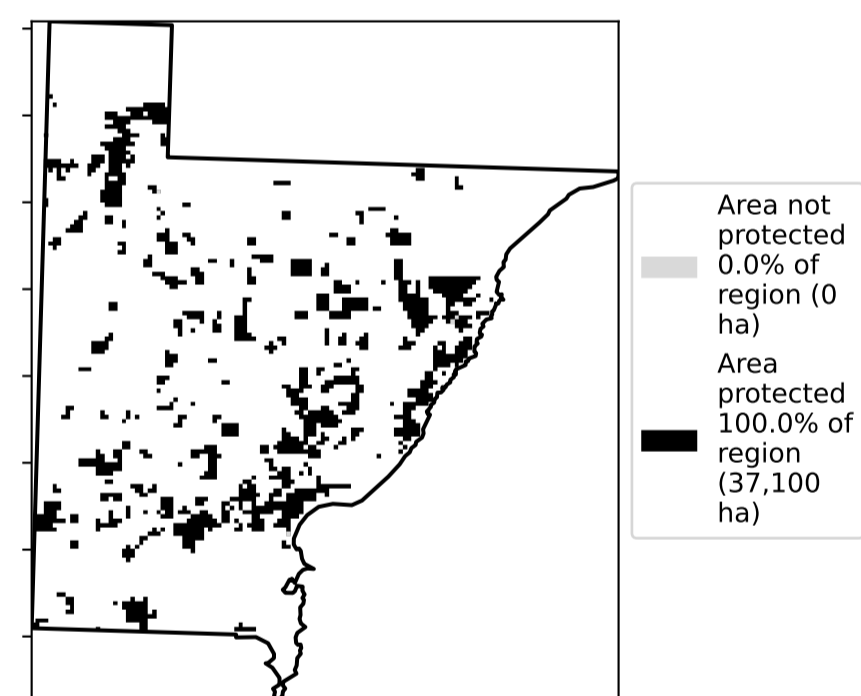 Area not
protected
0.0% of
region (0
ha)
Area
protected
100.0% of
region
(37,100
ha)